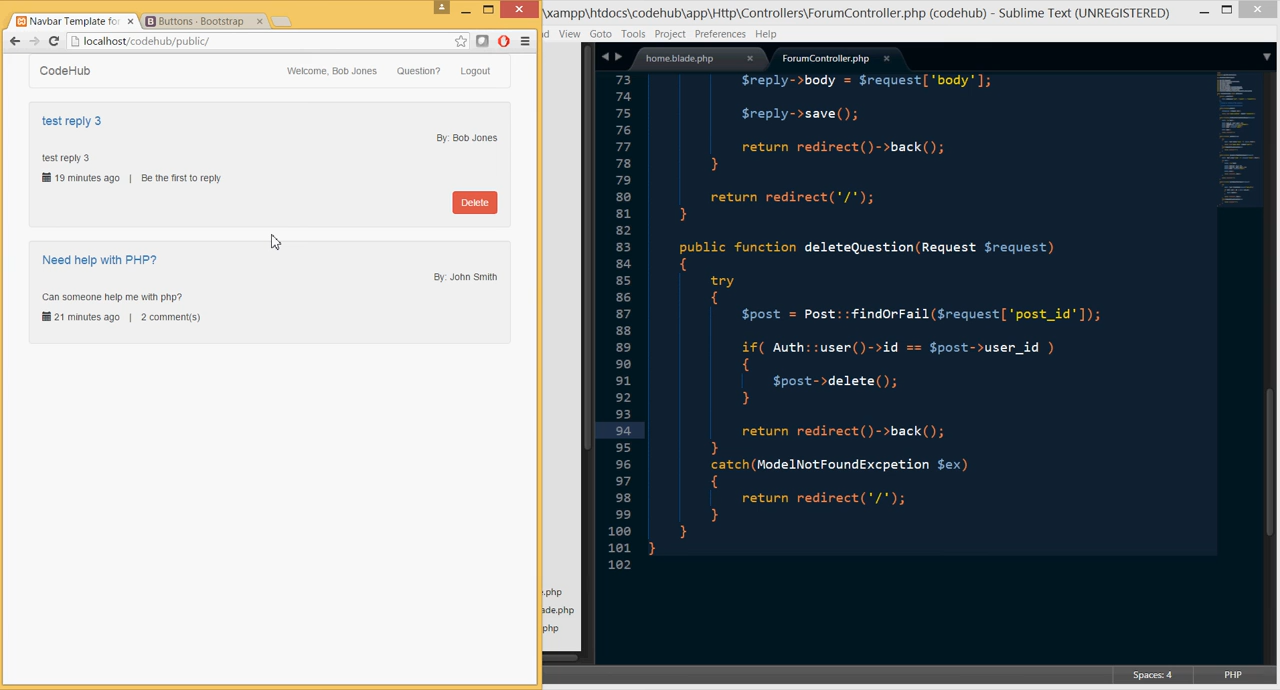 Navbar Template for
Buttons · Bootstrap
localhost/codehub/public/
CodeHub
Welcome, Bob Jones
Question?
Logout
test reply 3
By: Bob Jones
test reply 3
19 minutes ago | Be the first to reply
Delete
Need help with PHP?
By: John Smith
Can someone help me with php?
21 minutes ago | 2 comment(s)
\xampp\htdocs\codehub\app\Http\Controllers\ForumController.php (codehub) - Sublime Text (UNREGISTERED)
d View Goto Tools Project Preferences Help
home.blade.php
ForumController.php
73 $reply->body = $request['body'];
74
75 $reply->save();
76
77 return redirect()->back();
78 }
79
80 return redirect('/');
81 }
82
83 public function deleteQuestion(Request $request)
84 {
85 try
86 {
87 $post = Post::findOrFail($request['post_id']);
88
89 if( Auth::user()->id == $post->user_id )
90 {
91 $post->delete();
92 }
93
94 return redirect()->back();
95 }
96 catch(ModelNotFoundExcpetion $ex)
97 {
98 return redirect('/');
99 }
100 }
101 }
102
.php
ade.php
php
Spaces: 4
PHP